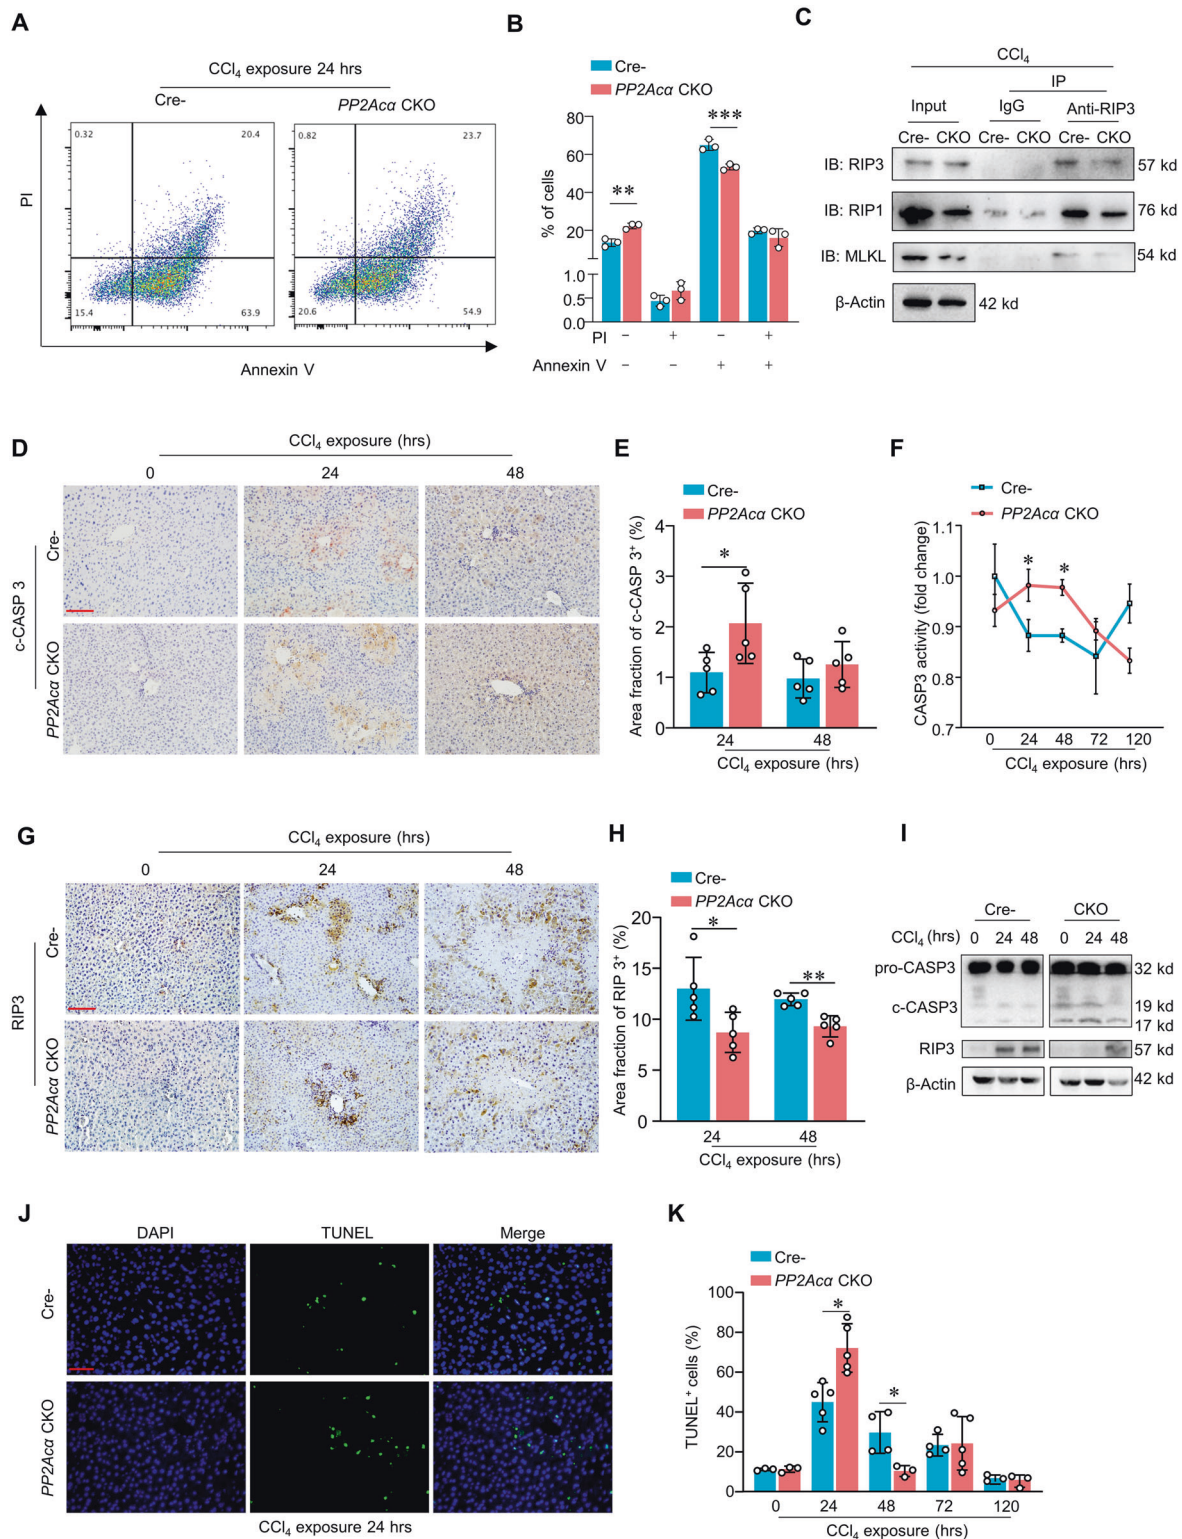 A
CCl4 exposure 24 hrs
Cre-
PP2Acα CKO
PI
0.32
20.4
15.4
63.9
0.82
23.7
20.6
54.9
Annexin V
B
Cre-
PP2Acα CKO
% of cells
80
60
40
20
1.0
0.5
0.0
** ***
PI − + − +
Annexin V − − + +
C
CCl4
IP
Input IgG Anti-RIP3
Cre- CKO Cre- CKO Cre- CKO
IB: RIP3 57 kd
IB: RIP1 76 kd
IB: MLKL 54 kd
β-Actin 42 kd
D
CCl4 exposure (hrs)
0 24 48
c-CASP 3
Cre-
PP2Acα CKO
E
Cre-
PP2Acα CKO
Area fraction of c-CASP 3+ (%)
4
3
2
1
0
*
24 48
CCl4 exposure (hrs)
F
Cre-
PP2Acα CKO
CASP3 activity (fold change)
1.1
1.0
0.9
0.8
0.7
* *
0 24 48 72 120
CCl4 exposure (hrs)
G
CCl4 exposure (hrs)
0 24 48
RIP3
Cre-
PP2Acα CKO
H
Cre-
PP2Acα CKO
Area fraction of RIP 3+ (%)
20
15
10
5
0
* **
24 48
CCl4 exposure (hrs)
I
Cre- CKO
CCl4 (hrs) 0 24 48 0 24 48
pro-CASP3 32 kd
c-CASP3 19 kd
17 kd
RIP3 57 kd
β-Actin 42 kd
J
DAPI TUNEL Merge
Cre-
PP2Acα CKO
CCl4 exposure 24 hrs
K
Cre-
PP2Acα CKO
TUNEL+ cells (%)
100
80
60
40
20
0
* *
0 24 48 72 120
CCl4 exposure (hrs)